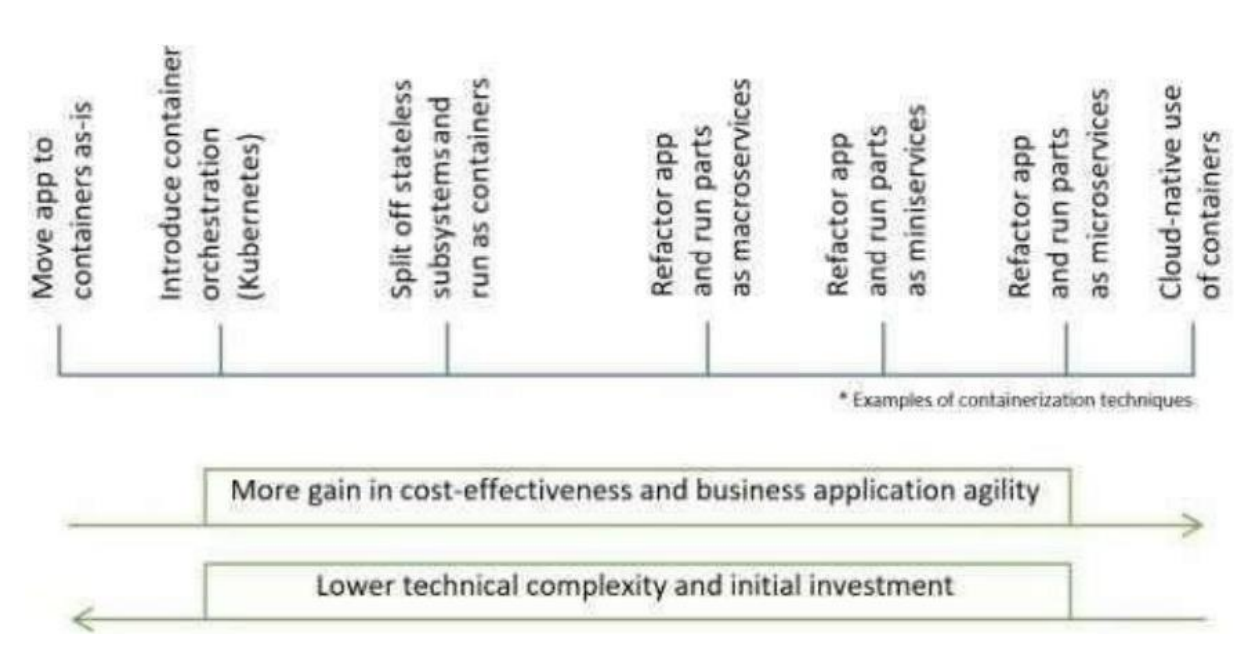 Move app to
containers as-is
Introduce container
orchestration
(Kubernetes)
Split off stateless
subsystems and
run as containers
Refactor app
and run parts
as macroservices
Refactor app
and run parts
as miniservices
Refactor app
and run parts
as microservices
Cloud-native use
of containers
* Examples of containerization techniques
More gain in cost-effectiveness and business application agility
Lower technical complexity and initial investment